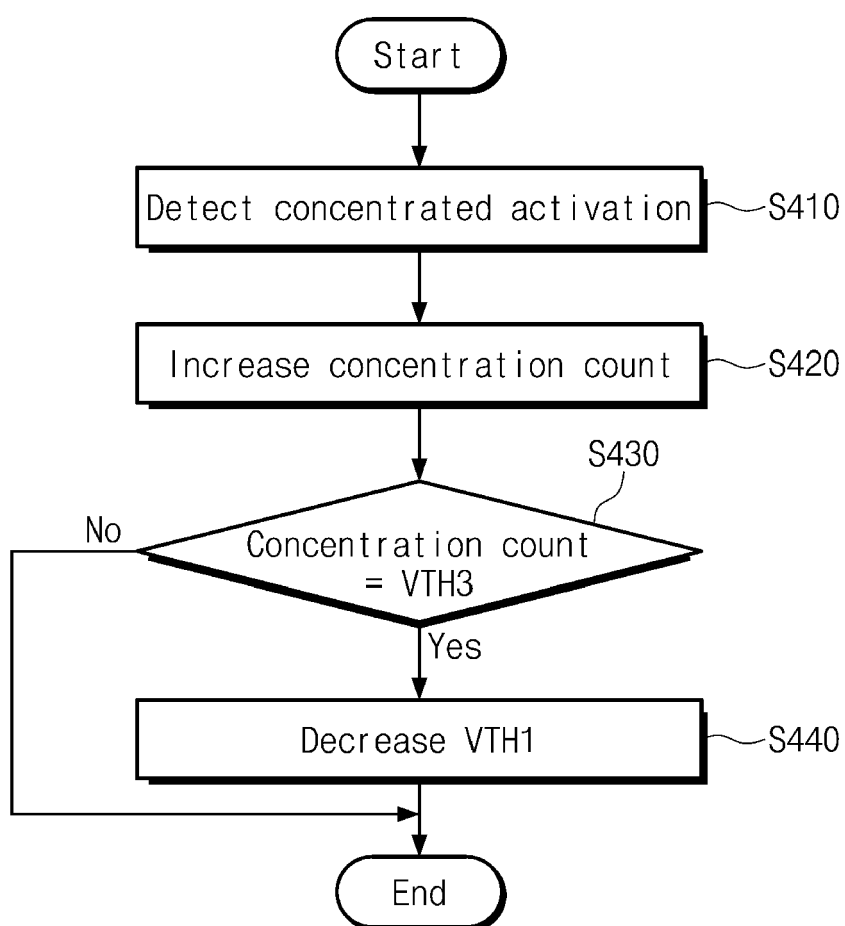 Start
Detect concentrated activation
S410
Increase concentration count
S420
S430
No
Concentration count
= VTH3
Yes
Decrease VTH1
S440
End